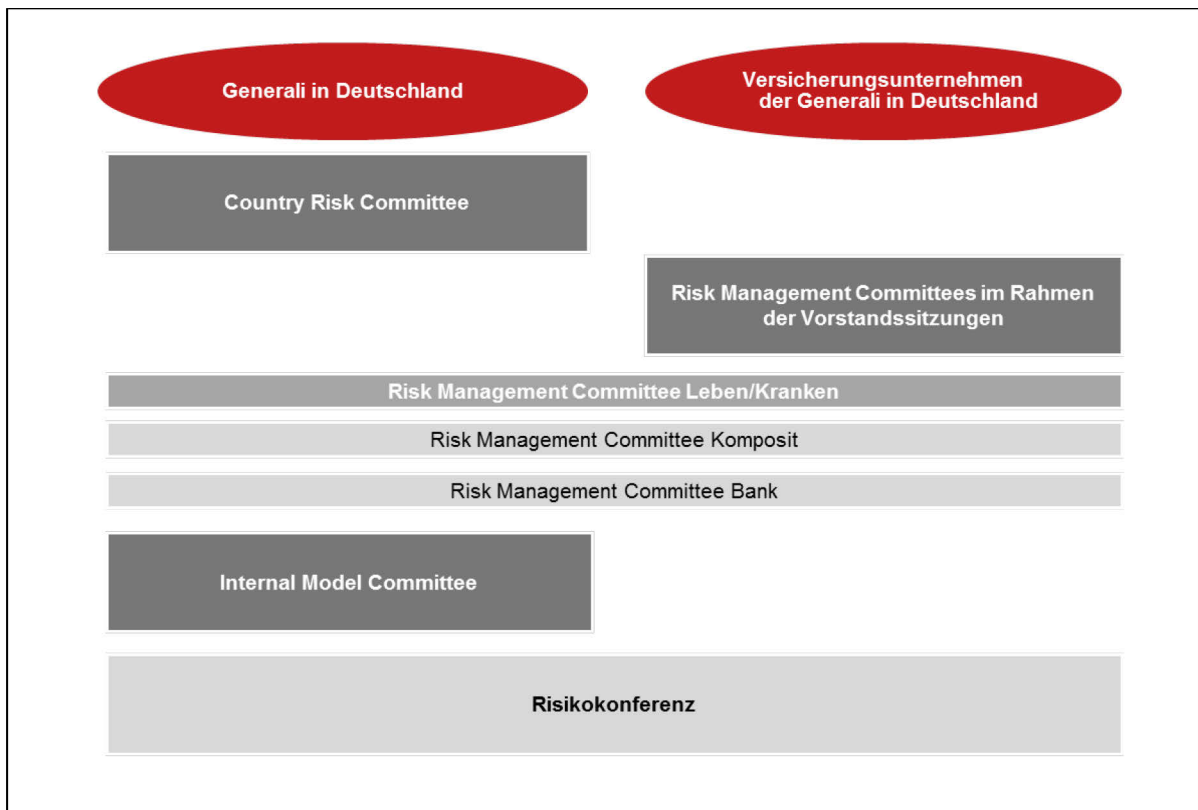 Generali in Deutschland
Versicherungsunternehmen
der Generali in Deutschland
Country Risk Committee
Risk Management Committees im Rahmen
der Vorstandssitzungen
Risk Management Committee Leben/Kranken
Risk Management Committee Komposit
Risk Management Committee Bank
Internal Model Committee
Risikokonferenz